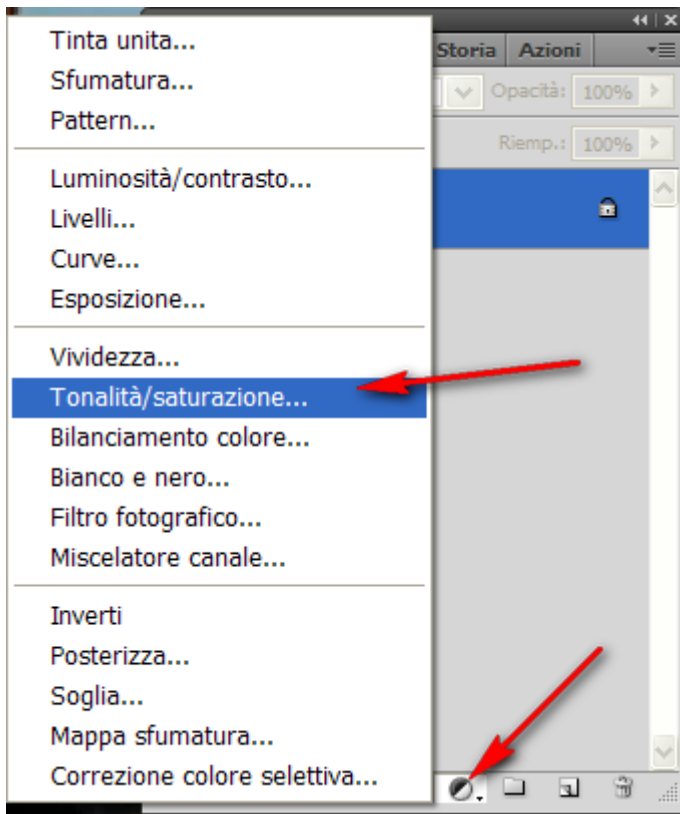 Tinta unita...
Sfumatura...
Pattern...
Luminosità/contrasto...
Livelli...
Curve...
Esposizione...
Vividezza...
Tonalità/saturazione...
Bilanciamento colore...
Bianco e nero...
Filtro fotografico...
Miscelatore canale...
Inverti
Posterizza...
Soglia...
Mappa sfumatura...
Correzione colore selettiva...
Storia Azioni
Opacità: 100%
Riemp.: 100%